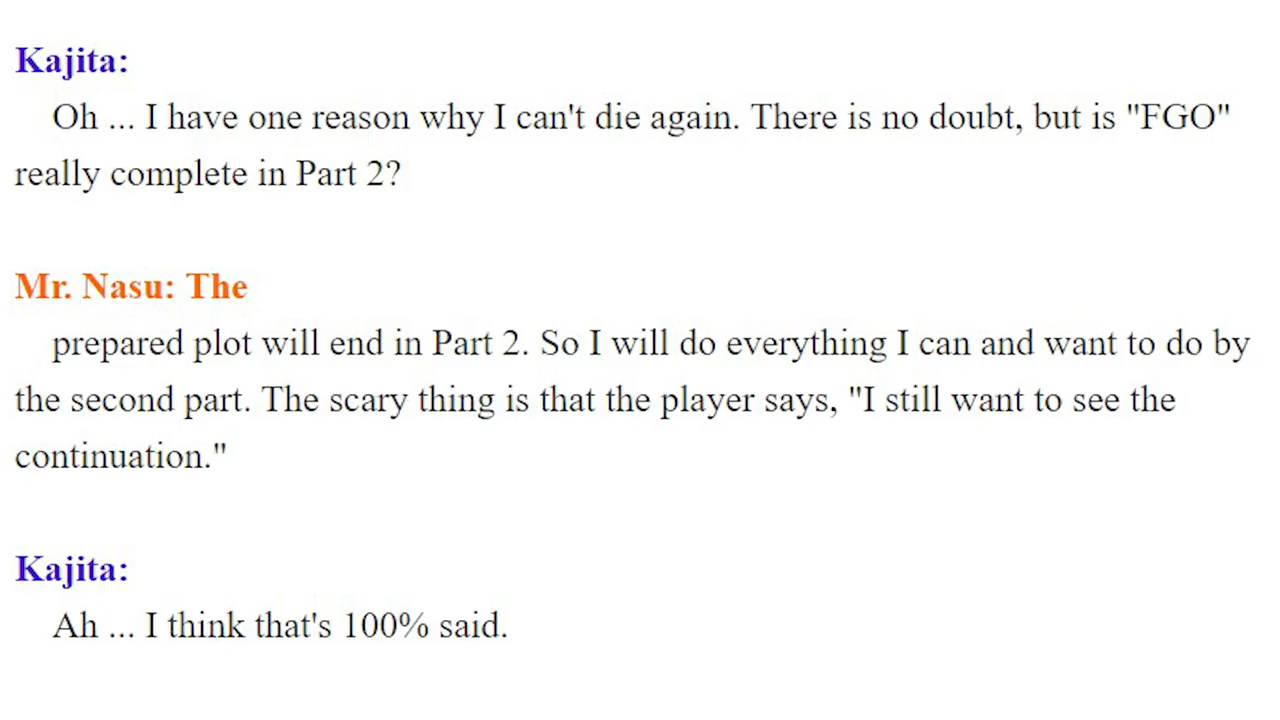 Kajita:
Oh ... I have one reason why I can't die again. There is no doubt, but is "FGO"
really complete in Part 2?
Mr. Nasu: The
prepared plot will end in Part 2. So I will do everything I can and want to do by
the second part. The scary thing is that the player says, "I still want to see the
continuation."
Kajita:
Ah ... I think that's 100% said.